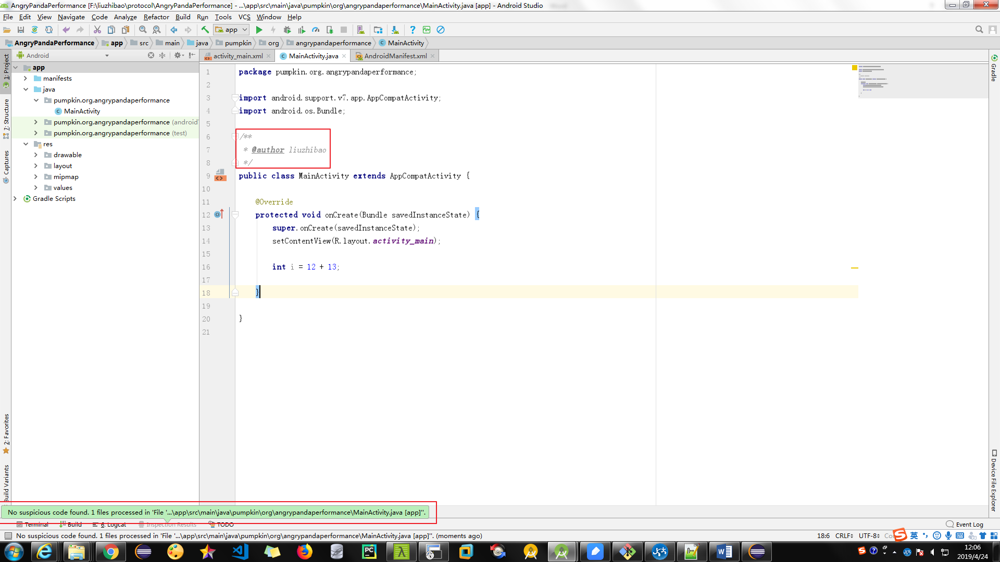 AngryPandaPerformance [F:\liuzhibao\protocol\AngryPandaPerformance] - ...\app\src\main\java\pumpkin\org\angrypandaperformance\MainActivity.java [app] - Android Studio
File Edit View Navigate Code Analyze Refactor Build Run Tools VCS Window Help
app
AngryPandaPerformance app src main java pumpkin org angrypandaperformance MainActivity
Android
activity_main.xml MainActivity.java AndroidManifest.xml
1: Project
7: Structure
Captures
2: Favorites
Build Variants
app
manifests
java
pumpkin.org.angrypandaperformance
MainActivity
pumpkin.org.angrypandaperformance (android
pumpkin.org.angrypandaperformance (test)
res
drawable
layout
mipmap
values
Gradle Scripts
1 package pumpkin.org.angrypandaperformance;
2
3 import android.support.v7.app.AppCompatActivity;
4 import android.os.Bundle;
5
6 /**
7 * @author liuzhibao
8 */
9 public class MainActivity extends AppCompatActivity {
10
11 @Override
12 protected void onCreate(Bundle savedInstanceState) {
13 super.onCreate(savedInstanceState);
14 setContentView(R.layout.activity_main);
15
16 int i = 12 + 13;
17
18 }
19
20 }
21
Gradle
Device File Explorer
No suspicious code found. 1 files processed in 'File '...\app\src\main\java\pumpkin\org\angrypandaperformance\MainActivity.java [app]''.
Terminal Build 6: Logcat Inspection Results TODO Event Log
No suspicious code found. 1 files processed in 'File '...\app\src\main\java\pumpkin\org\angrypandaperformance\MainActivity.java [app]''. (moments ago) 18:6 CRLF UTF-8 英
12:06
2019/4/24